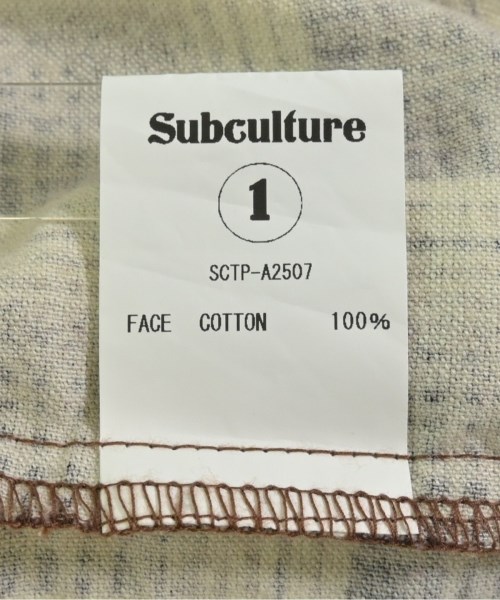 Subculture
1
SCTP-A2507
FACE COTTON 100%